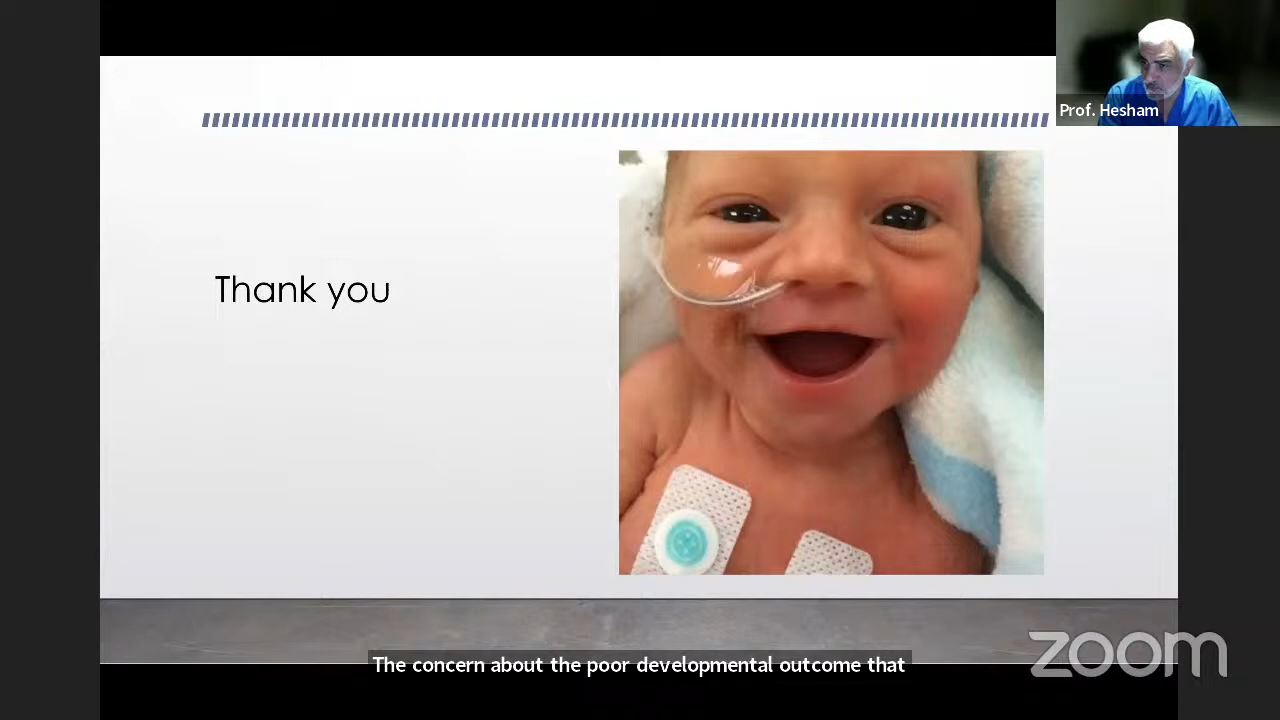 Prof. Hesham
Thank you
zoom
The concern about the poor developmental outcome that